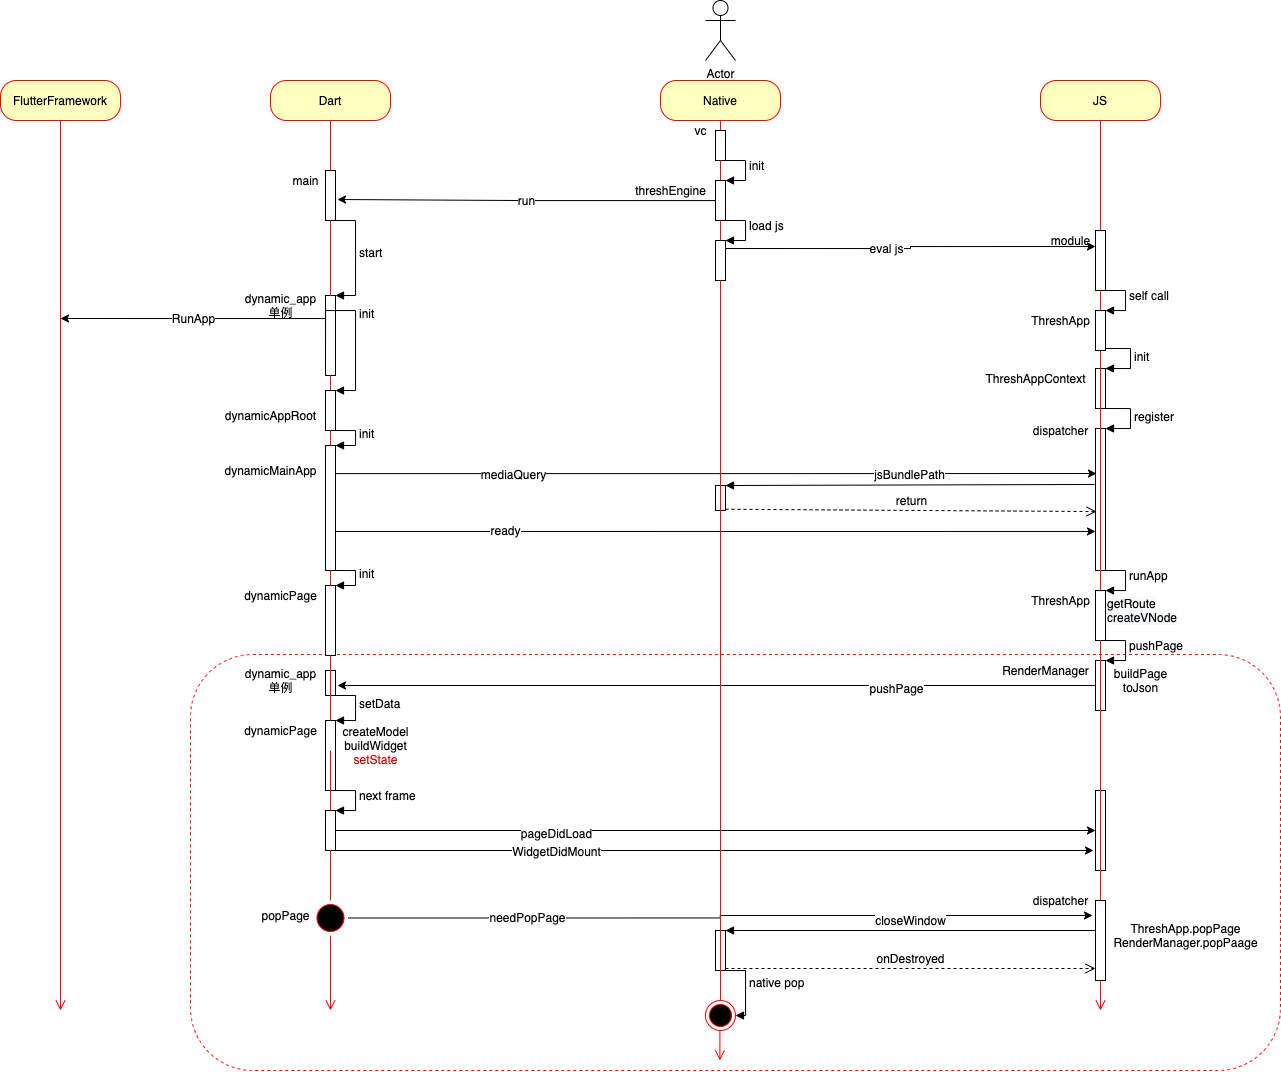 Actor
FlutterFramework
Dart
Native
JS
vc
init
main
threshEngine
run
load js
start
eval js
module
self call
dynamic_app
单例
init
RunApp
ThreshApp
init
ThreshAppContext
dynamicAppRoot
register
init
dispatcher
dynamicMainApp
mediaQuery
jsBundlePath
return
ready
init
runApp
dynamicPage
ThreshApp
getRoute
createVNode
pushPage
dynamic_app
单例
RenderManager
buildPage
toJson
pushPage
setData
dynamicPage
createModel
buildWidget
setState
next frame
pageDidLoad
WidgetDidMount
dispatcher
popPage
needPopPage
closeWindow
ThreshApp.popPage
RenderManager.popPaage
onDestroyed
native pop